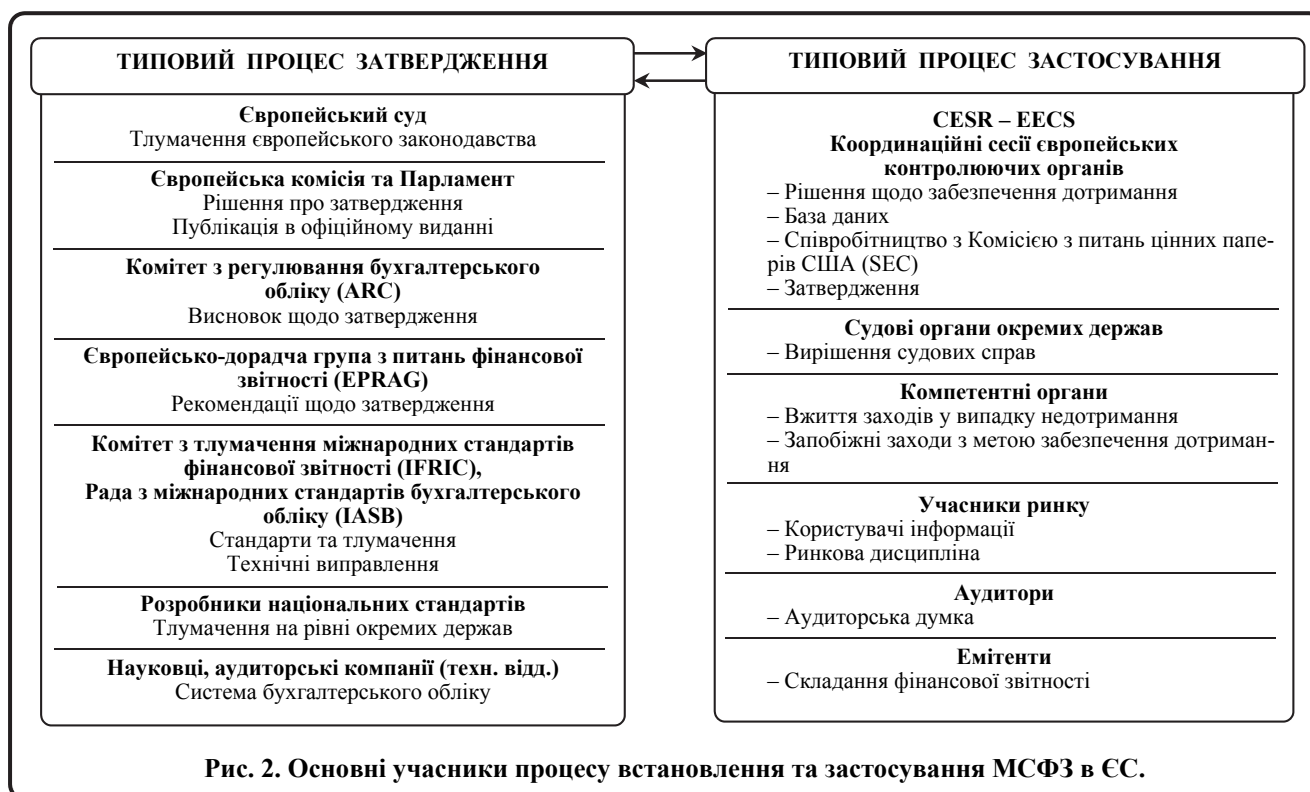 ТИПОВИЙ ПРОЦЕС ЗАТВЕРДЖЕННЯ
Європейський суд
Тлумачення європейського законодавства
Європейська комісія та Парламент
Рішення про затвердження
Публікація в офіційному виданні
Комітет з регулювання бухгалтерського
обліку (ARC)
Висновок щодо затвердження
Європейсько-дорадча група з питань фінансової
звітності (EPRAG)
Рекомендації щодо затвердження
Комітет з тлумачення міжнародних стандартів
фінансової звітності (IFRIC),
Рада з міжнародних стандартів бухгалтерського
обліку (IASB)
Стандарти та тлумачення
Технічні виправлення
Розробники національних стандартів
Тлумачення на рівні окремих держав
Науковці, аудиторські компанії (техн. відд.)
Система бухгалтерського обліку
ТИПОВИЙ ПРОЦЕС ЗАСТОСУВАННЯ
CESR – EECS
Координаційні сесії європейських
контролюючих органів
– Рішення щодо забезпечення дотримання
– База даних
– Співробітництво з Комісією з питань цінних папе-
рів США (SEC)
– Затвердження
Судові органи окремих держав
– Вирішення судових справ
Компетентні органи
– Вжиття заходів у випадку недотримання
– Запобіжні заходи з метою забезпечення дотриман-
ня
Учасники ринку
– Користувачі інформації
– Ринкова дисципліна
Аудитори
– Аудиторська думка
Емітенти
– Складання фінансової звітності
Рис. 2. Основні учасники процесу встановлення та застосування МСФЗ в ЄС.